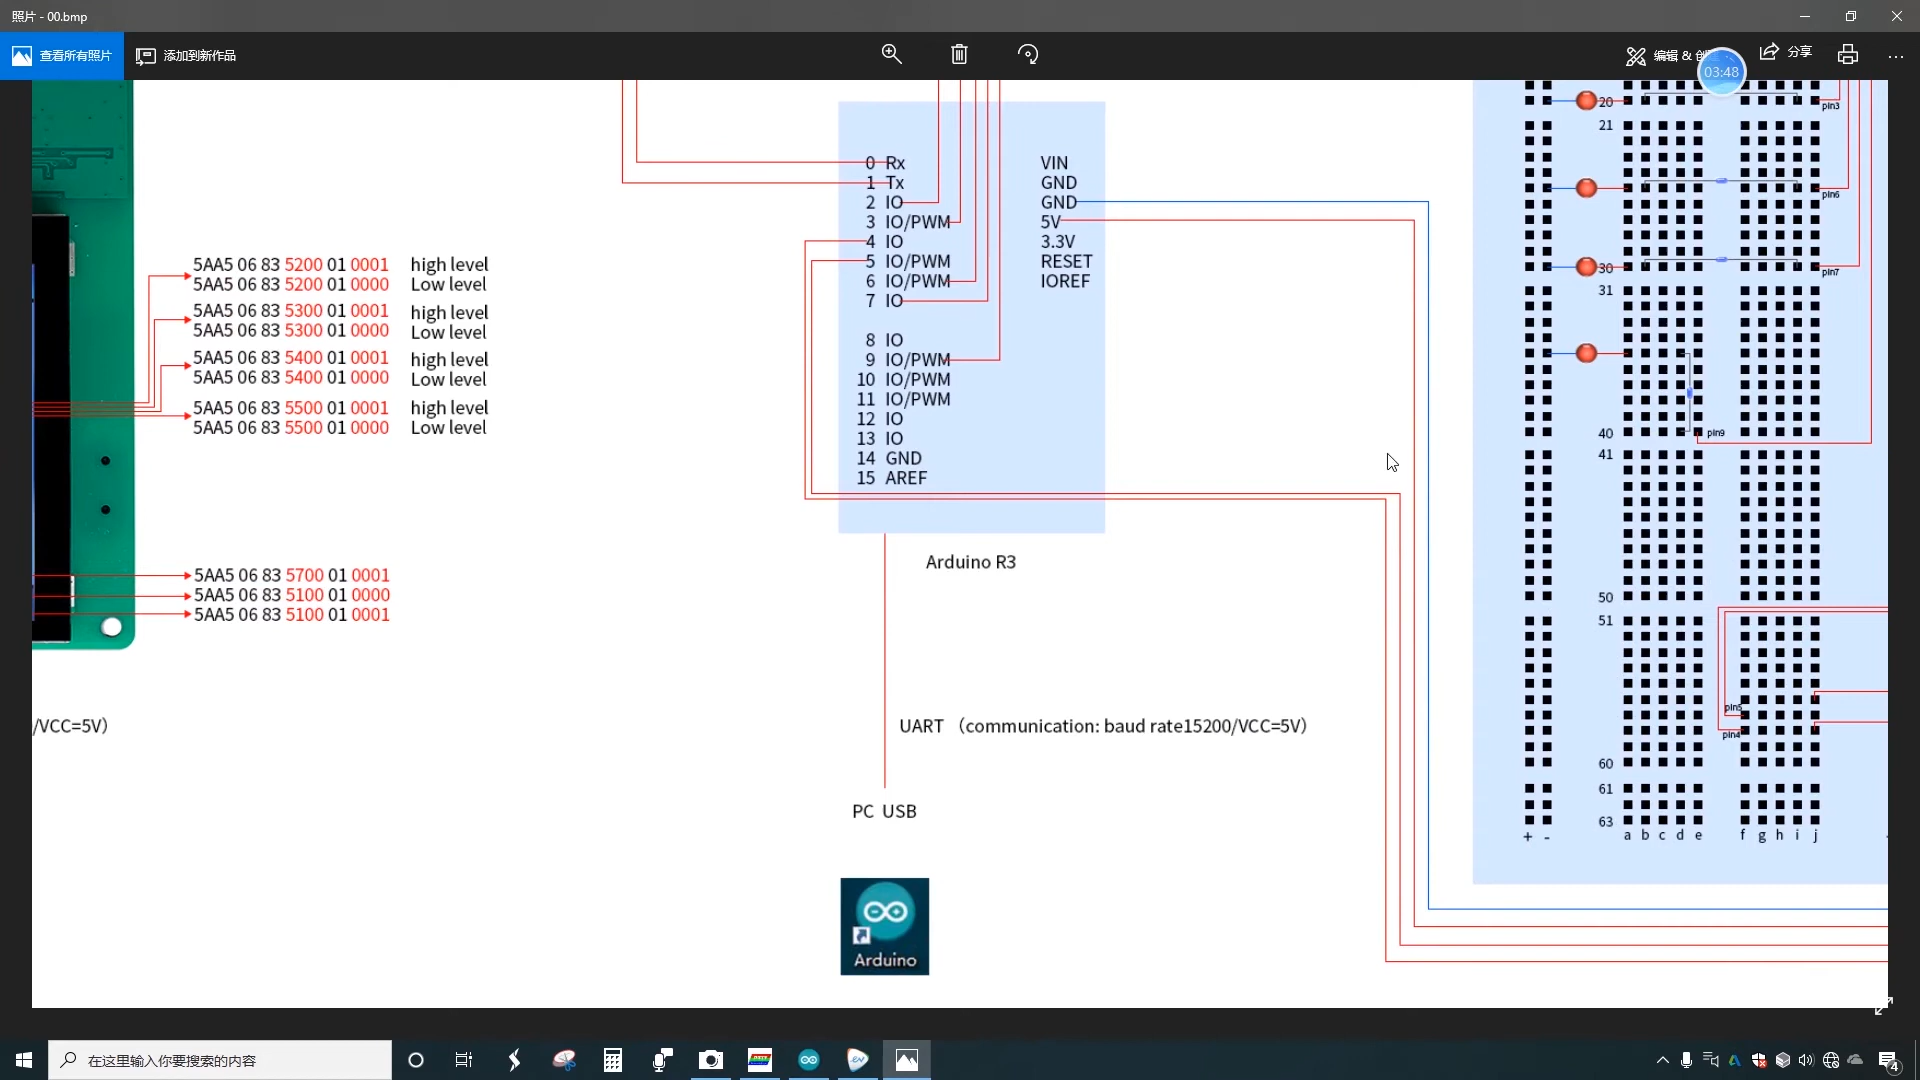 照片 - 00.bmp
查看所有照片
添加到新作品
编辑 & 创
03:48
分享
0 Rx
1 Tx
2 IO
3 IO/PWM
4 IO
5 IO/PWM
6 IO/PWM
7 IO
8 IO
9 IO/PWM
10 IO/PWM
11 IO/PWM
12 IO
13 IO
14 GND
15 AREF
VIN
GND
GND
5V
3.3V
RESET
IOREF
5AA5 06 83 5200 01 0001 high level
5AA5 06 83 5200 01 0000 Low level
5AA5 06 83 5300 01 0001 high level
5AA5 06 83 5300 01 0000 Low level
5AA5 06 83 5400 01 0001 high level
5AA5 06 83 5400 01 0000 Low level
5AA5 06 83 5500 01 0001 high level
5AA5 06 83 5500 01 0000 Low level
5AA5 06 83 5700 01 0001
5AA5 06 83 5100 01 0000
5AA5 06 83 5100 01 0001
Arduino R3
/VCC=5V）
UART （communication: baud rate15200/VCC=5V）
PC USB
Arduino
20
pin3
21
pin6
30
pin7
31
40
pin9
41
50
51
pin5
pin4
60
61
63
+ - a b c d e f g h i j
在这里输入你要搜索的内容
4